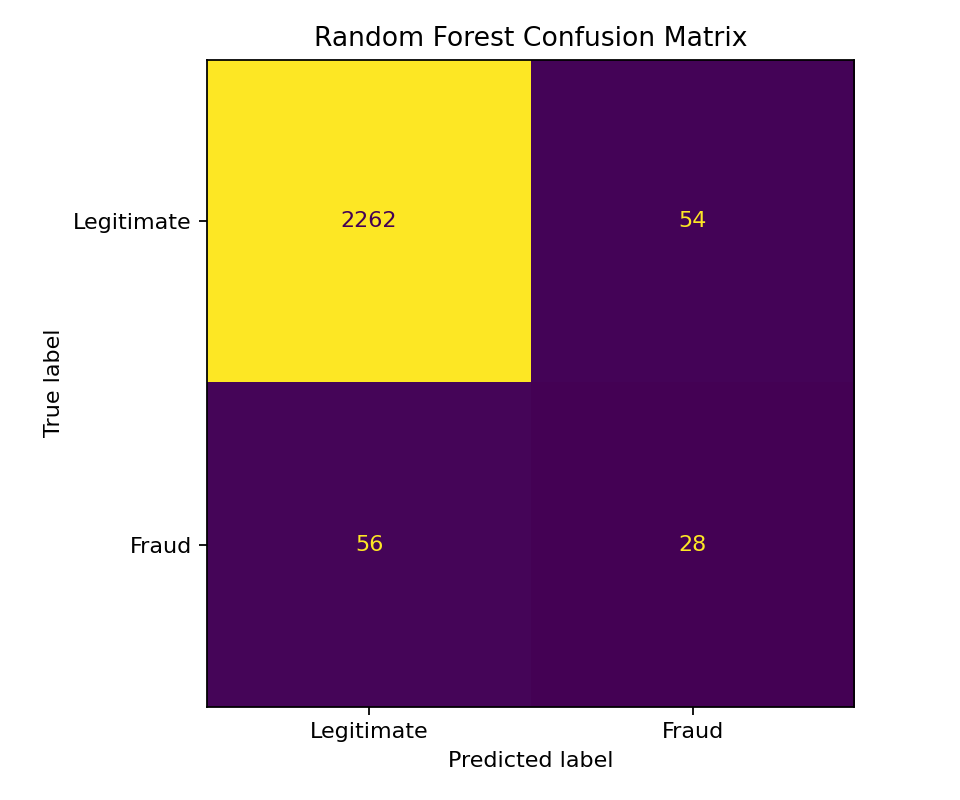 Random Forest Confusion Matrix
Legitimate
2262
54
True label
Fraud
56
28
Legitimate
Fraud
Predicted label